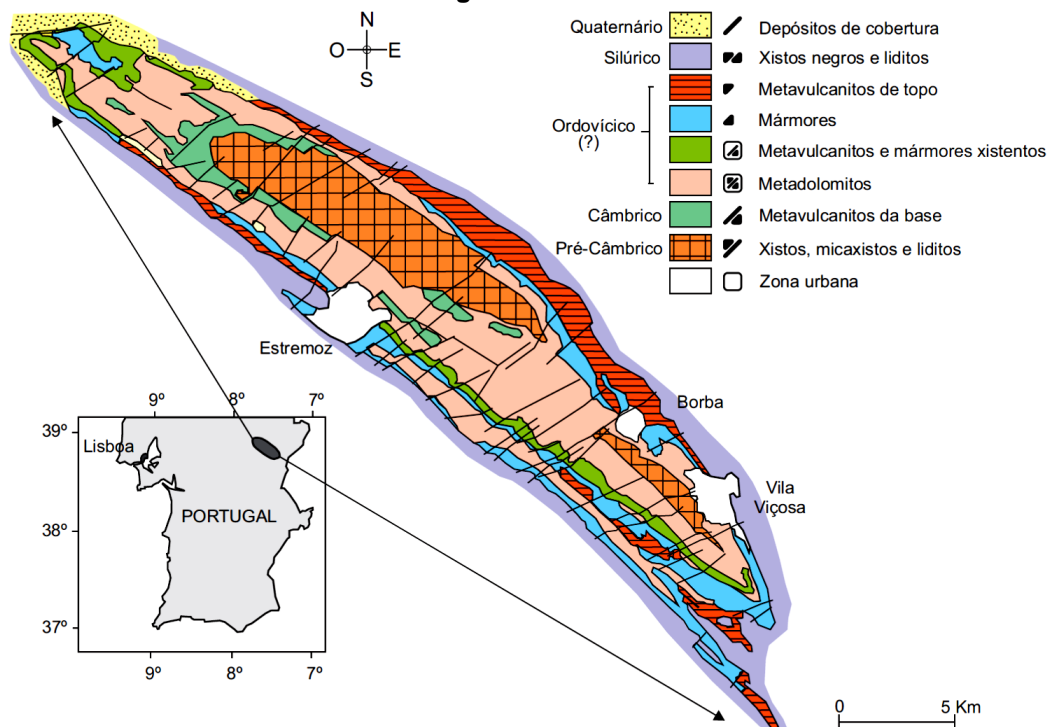 N
O
E
S
Quaternário
Depósitos de cobertura
Silúrico
Xistos negros e liditos
Metavulcanitos de topo
Ordovícico
(?)
Mármores
Metavulcanitos e mármores xistentos
Metadolomitos
Câmbrico
Metavulcanitos da base
Pré-Câmbrico
Xistos, micaxistos e liditos
Zona urbana
Estremoz
Borba
Vila
Viçosa
9º
8º
7º
39º
Lisboa
PORTUGAL
38º
37º
9º
8º
7º
0
5 Km